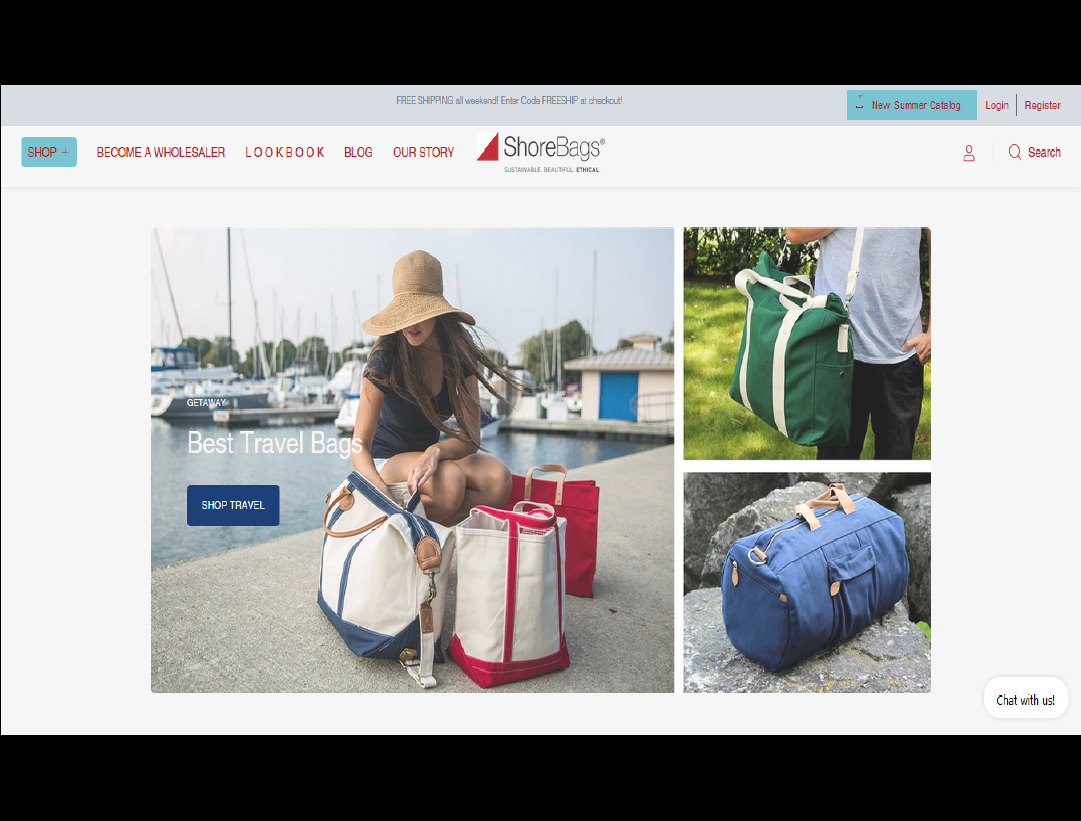 FREE SHIPPING all weekend! Enter Code FREESHIP at checkout!
New Summer Catalog
Login
Register
SHOP +
BECOME A WHOLESALER
LOOKBOOK
BLOG
OUR STORY
ShoreBags®
SUSTAINABLE. BEAUTIFUL. ETHICAL.
Search
GETAWAY
Best Travel Bags
SHOP TRAVEL
Chat with us!